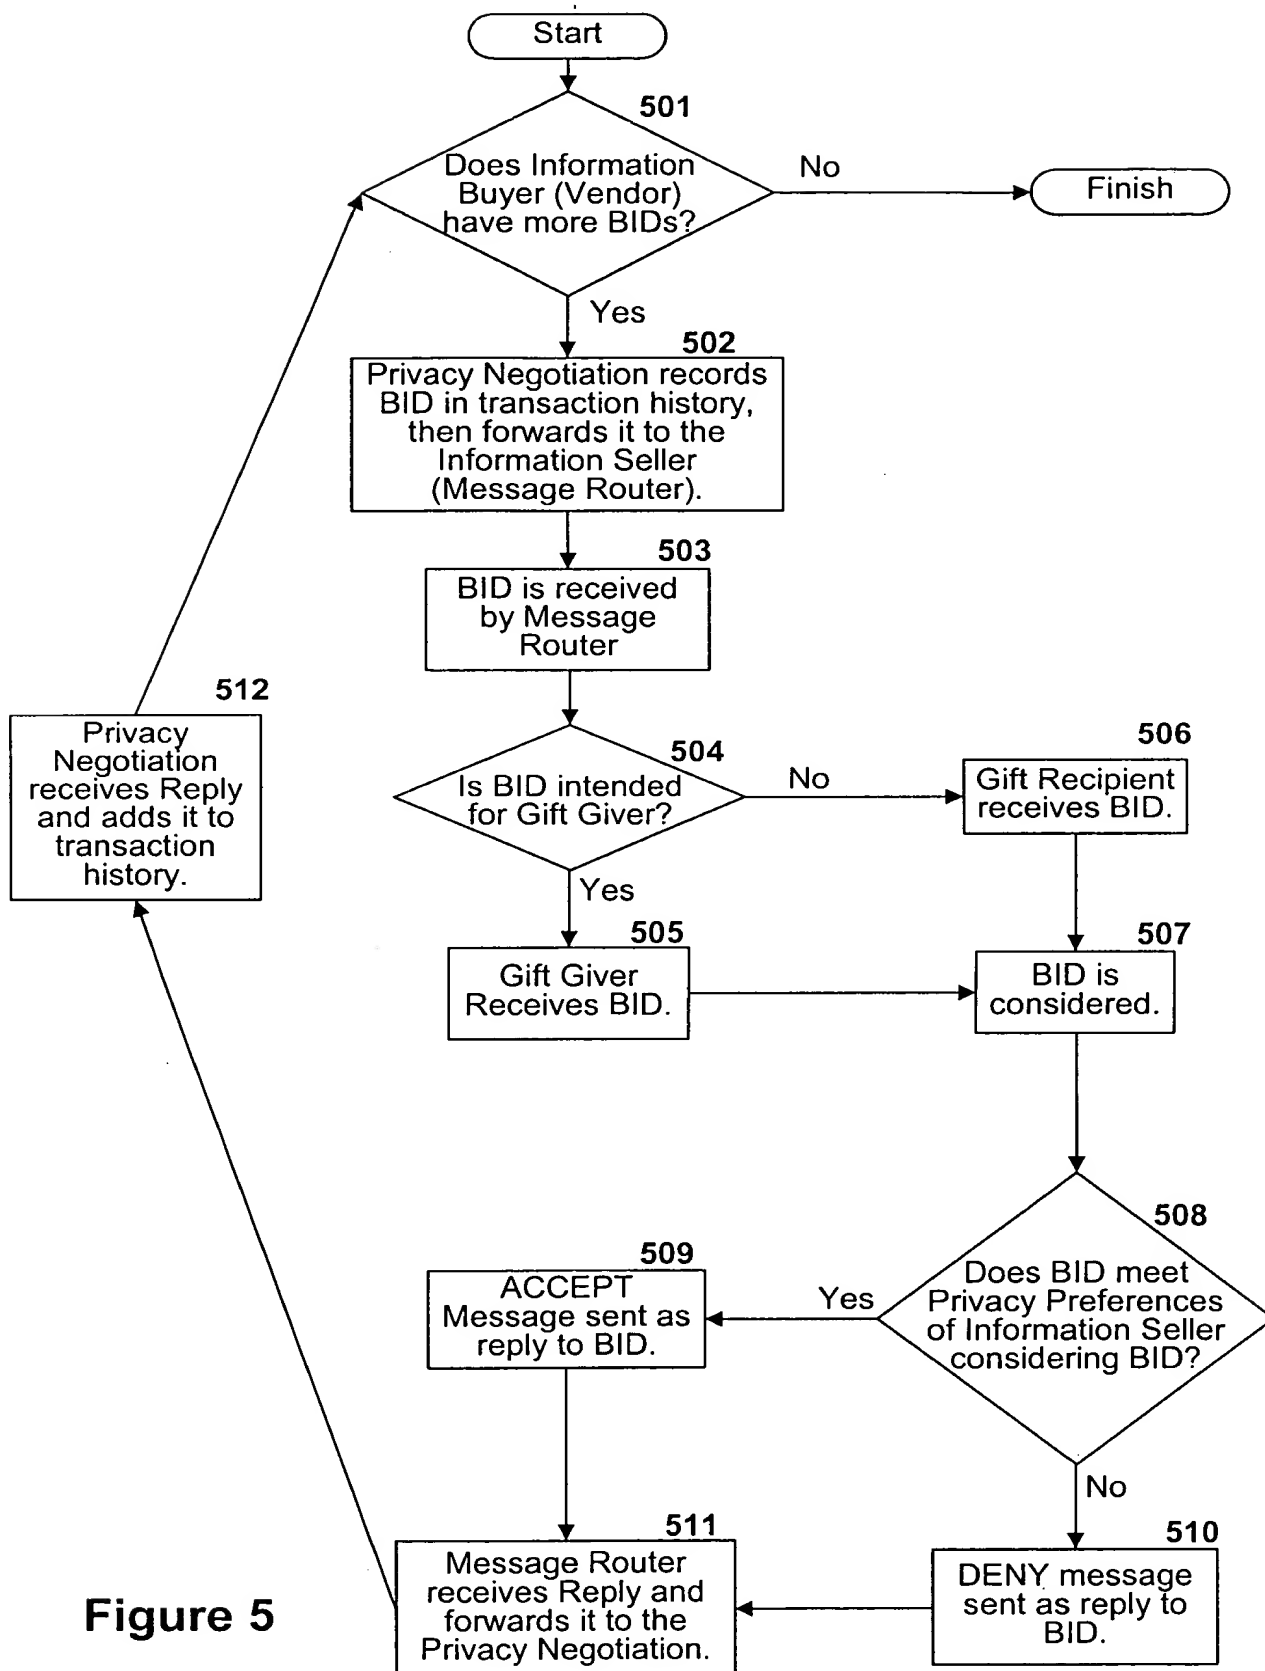 Start
501
Does Information
Buyer (Vendor)
have more BIDs?
No
Finish
Yes
502
Privacy Negotiation records
BID in transaction history,
then forwards it to the
Information Seller
(Message Router).
503
BID is received
by Message
Router
512
Privacy
Negotiation
receives Reply
and adds it to
transaction
history.
504
Is BID intended
for Gift Giver?
No
506
Gift Recipient
receives BID.
Yes
505
Gift Giver
Receives BID.
507
BID is
considered.
508
Does BID meet
Privacy Preferences
of Information Seller
considering BID?
Yes
509
ACCEPT
Message sent as
reply to BID.
No
510
DENY message
sent as reply to
BID.
511
Message Router
receives Reply and
forwards it to the
Privacy Negotiation.
Figure 5